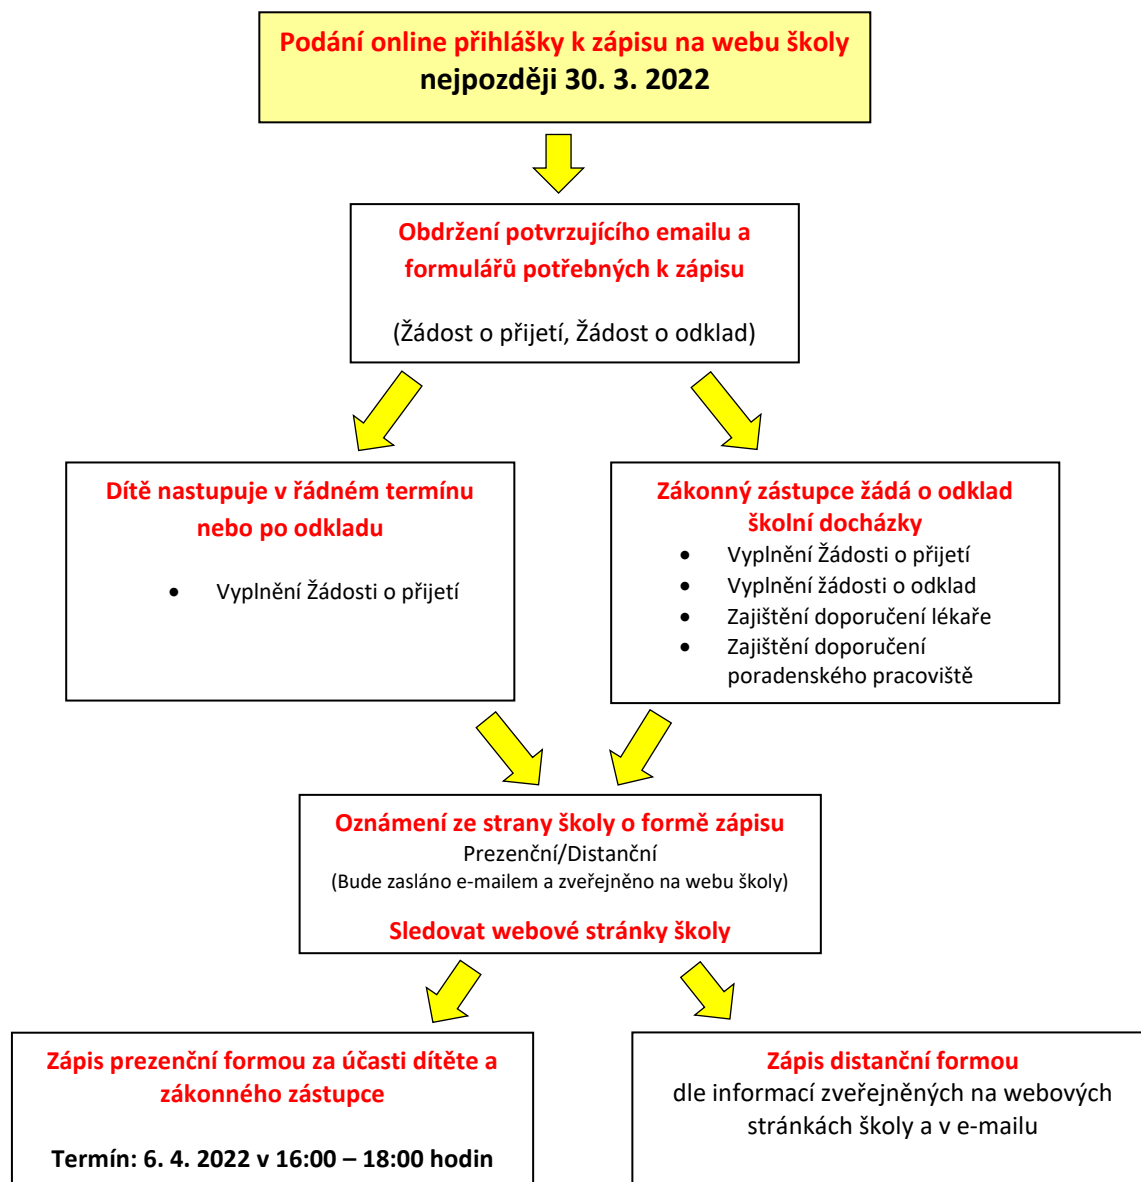 Podání online přihlášky k zápisu na webu školy
nejpozději 30. 3. 2022
Obdržení potvrzujícího emailu a
formulářů potřebných k zápisu
(Žádost o přijetí, Žádost o odklad)
Dítě nastupuje v řádném termínu
nebo po odkladu
• Vyplnění Žádosti o přijetí
Zákonný zástupce žádá o odklad
školní docházky
• Vyplnění Žádosti o přijetí
• Vyplnění žádosti o odklad
• Zajištění doporučení lékaře
• Zajištění doporučení
poradenského pracoviště
Oznámení ze strany školy o formě zápisu
Prezenční/Distanční
(Bude zasláno e-mailem a zveřejněno na webu školy)
Sledovat webové stránky školy
Zápis prezenční formou za účasti dítěte a
zákonného zástupce
Termín: 6. 4. 2022 v 16:00 – 18:00 hodin
Zápis distanční formou
dle informací zveřejněných na webových
stránkách školy a v e-mailu